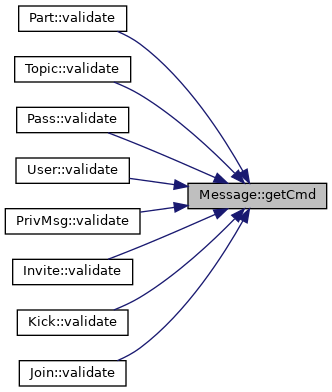 Part::validate
Topic::validate
Pass::validate
User::validate
Message::getCmd
PrivMsg::validate
Invite::validate
Kick::validate
Join::validate